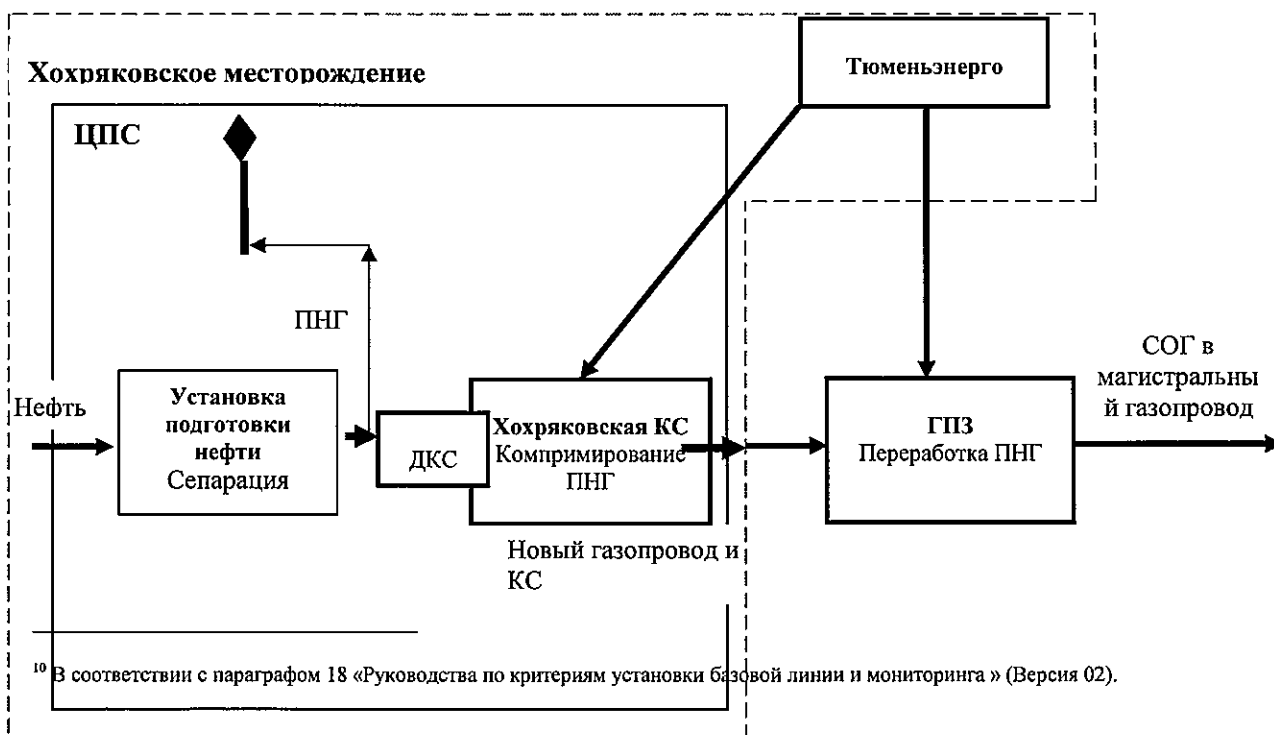 Хохряковское месторождение
Тюменьэнерго
ЦПС
ПНГ
Нефть
Установка
подготовки
нефти
Сепарация
ДКС
Хохряковская КС
Компримирование
ПНГ
ГПЗ
Переработка ПНГ
СОГ в
магистральны
й газопровод
Новый газопровод и
КС
10 В соответствии с параграфом 18 «Руководства по критериям установки базовой линии и мониторинга » (Версия 02).